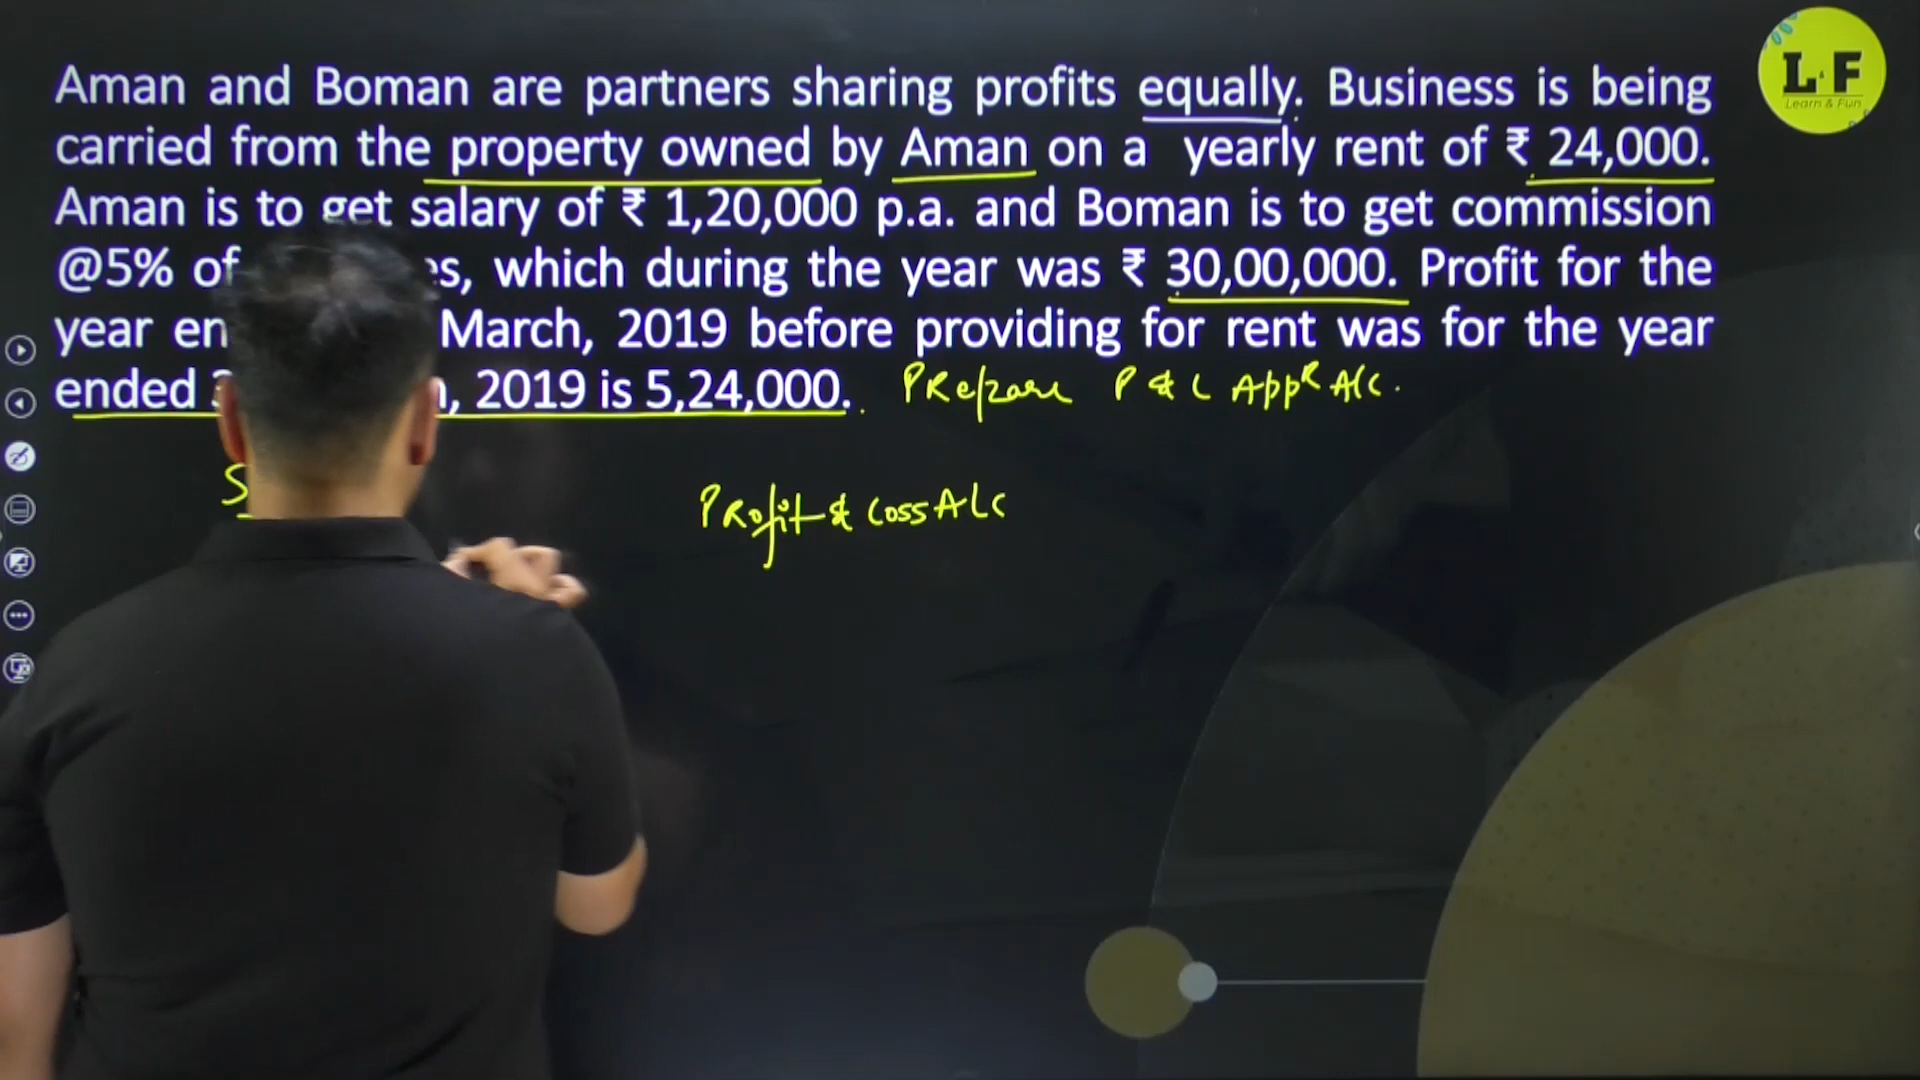 Aman and Boman are partners sharing profits equally. Business is being
carried from the property owned by Aman on a yearly rent of ₹ 24,000.
Aman is to get salary of ₹ 1,20,000 p.a. and Boman is to get commission
@5% of which during the year was ₹ 30,00,000. Profit for the
year March, 2019 before providing for rent was for the year
ended 2019 is 5,24,000. PRepare P & L AppR A/c.
Profit & Loss A/c
L F
Learn & Fun